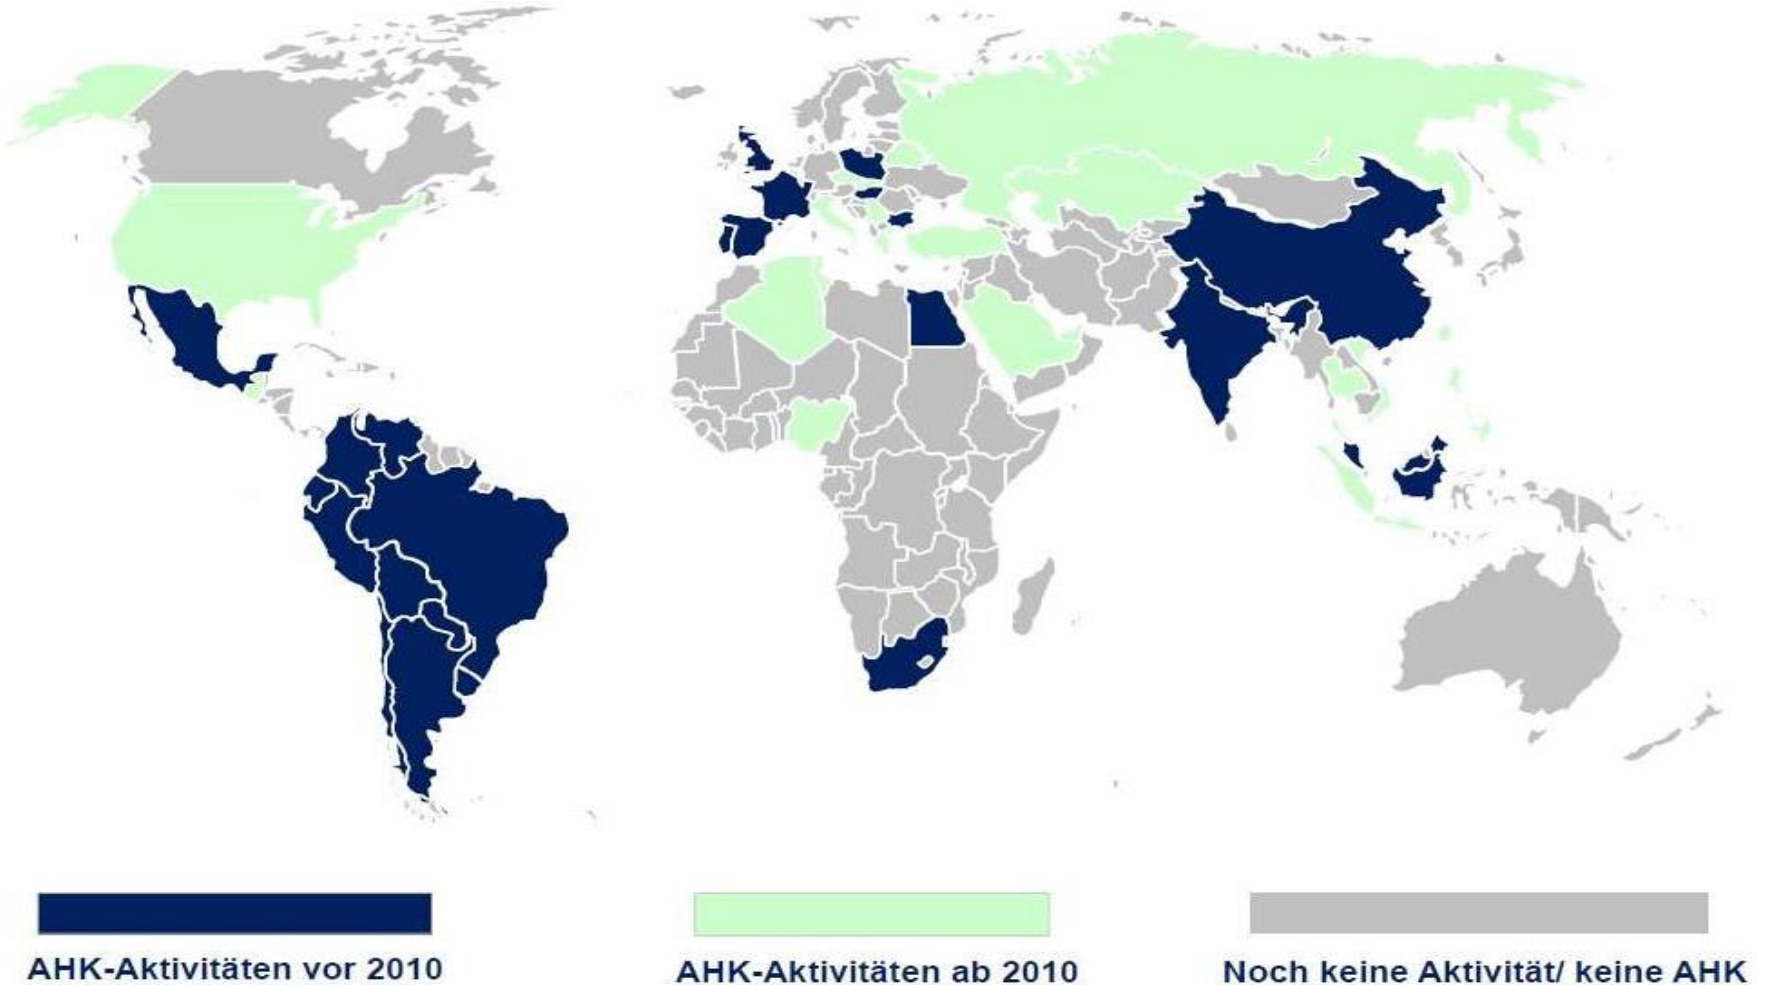 AHK-Aktivitäten vor 2010
AHK-Aktivitäten ab 2010
Noch keine Aktivität/ keine AHK